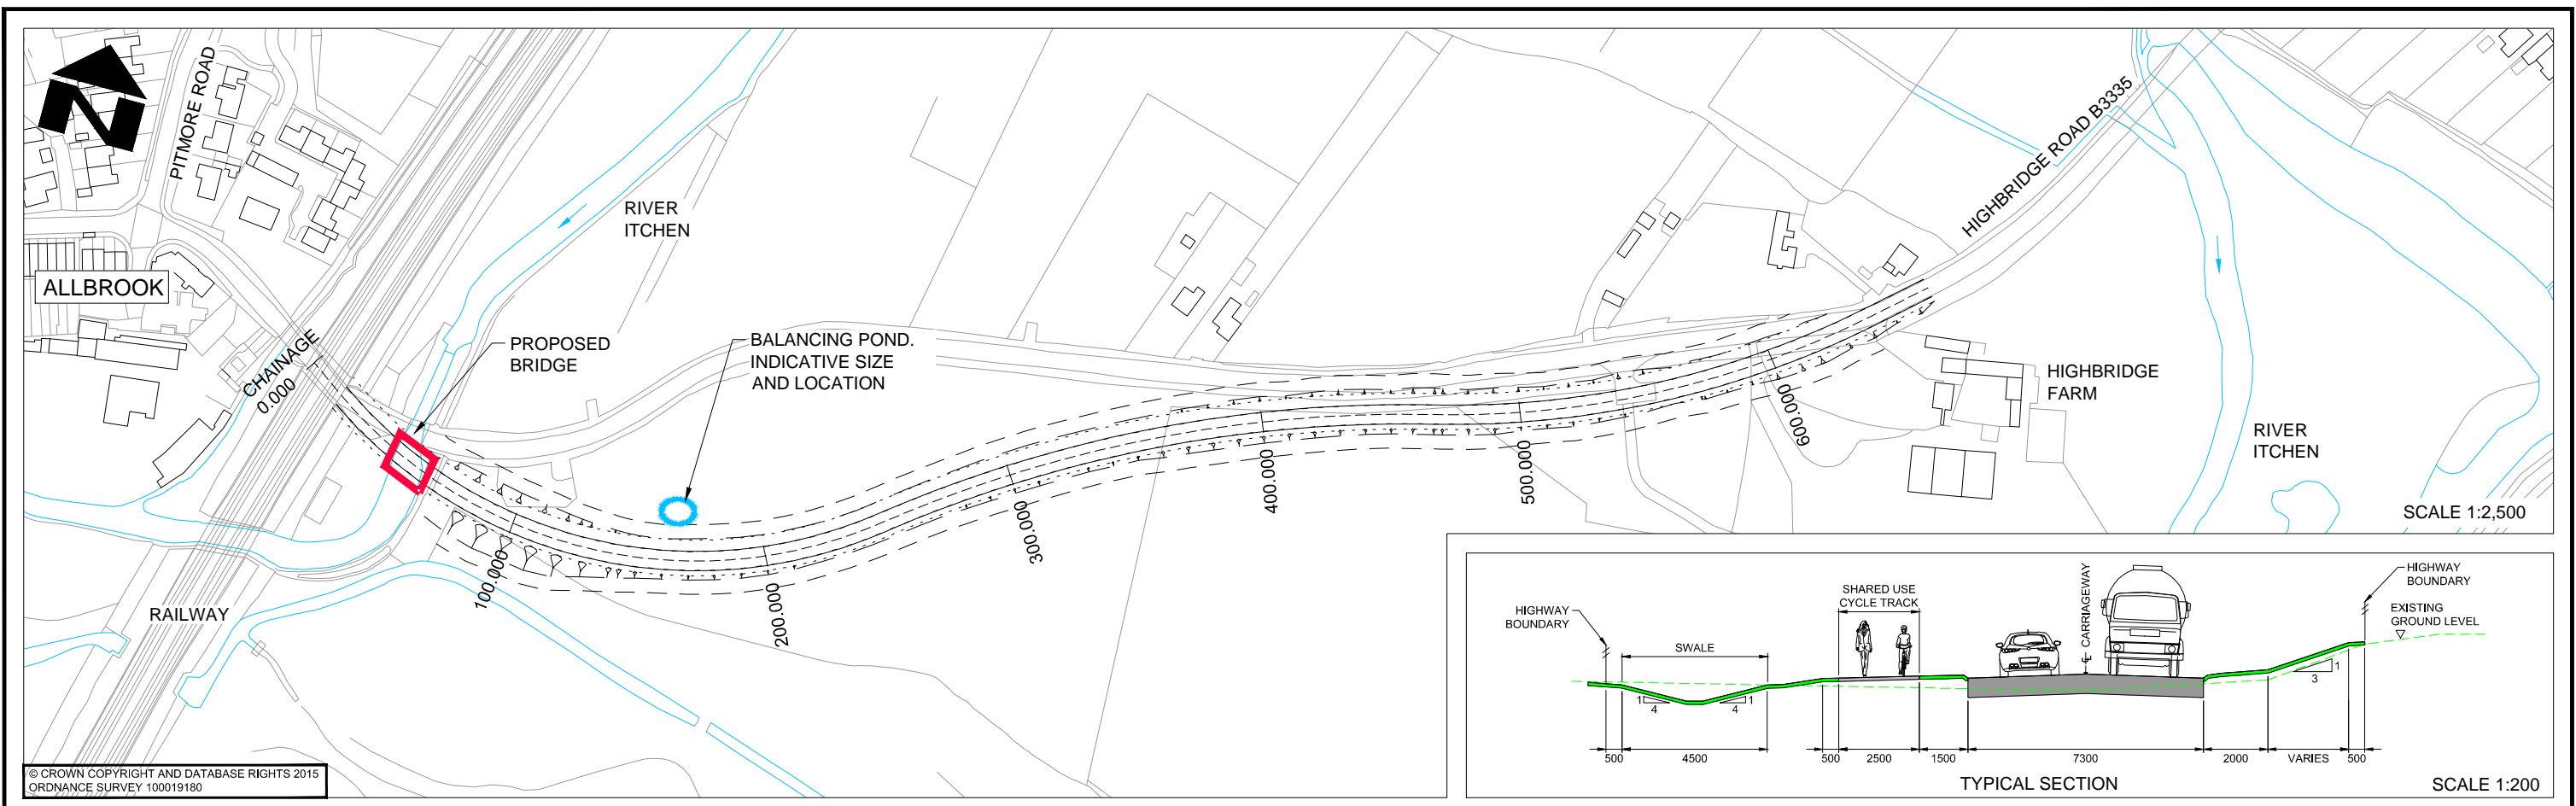 N
PITMORE ROAD
ALLBROOK
CHAINAGE
0.000
RIVER
ITCHEN
PROPOSED
BRIDGE
BALANCING POND.
INDICATIVE SIZE
AND LOCATION
HIGHBRIDGE ROAD B3335
HIGHBRIDGE
FARM
RIVER
ITCHEN
100.000
200.000
300.000
400.000
500.000
600.000
RAILWAY
SCALE 1:2,500
© CROWN COPYRIGHT AND DATABASE RIGHTS 2015
ORDNANCE SURVEY 100019180
HIGHWAY
BOUNDARY
SWALE
SHARED USE
CYCLE TRACK
℄ CARRIAGEWAY
HIGHWAY
BOUNDARY
EXISTING
GROUND LEVEL
1
4
1
4
1
3
500
4500
500
2500
1500
7300
2000
VARIES
500
TYPICAL SECTION
SCALE 1:200